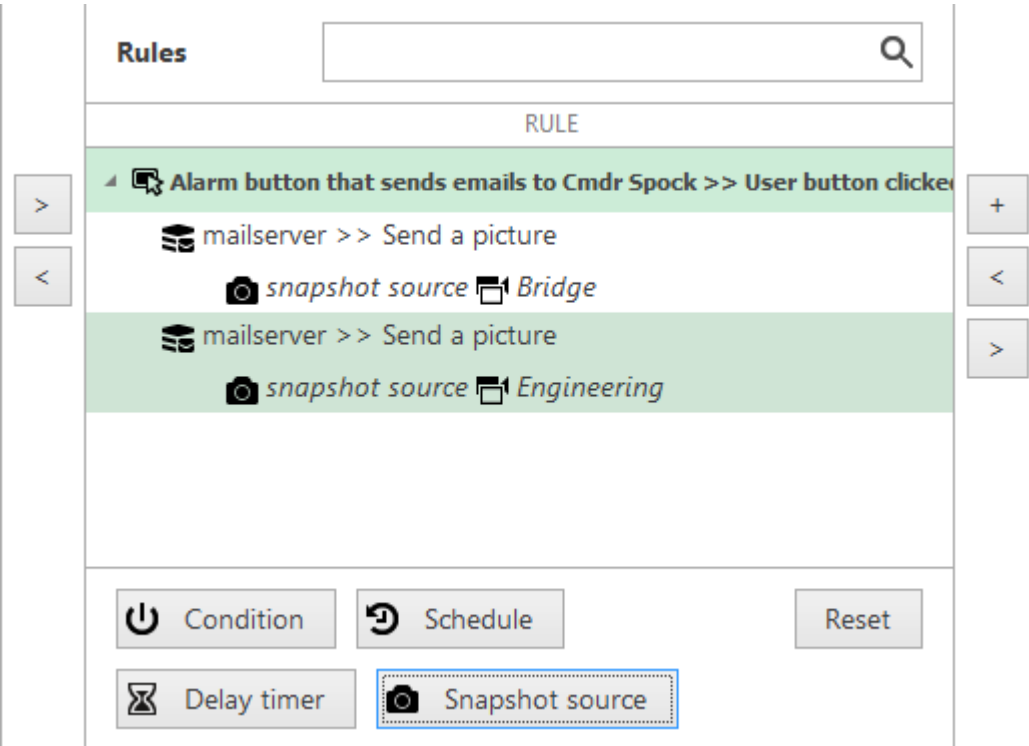 Rules
RULE
Alarm button that sends emails to Cmdr Spock >> User button clicked
> +
mailserver >> Send a picture
< snapshot source Bridge <
mailserver >> Send a picture >
snapshot source Engineering
Condition Schedule Reset
Delay timer Snapshot source